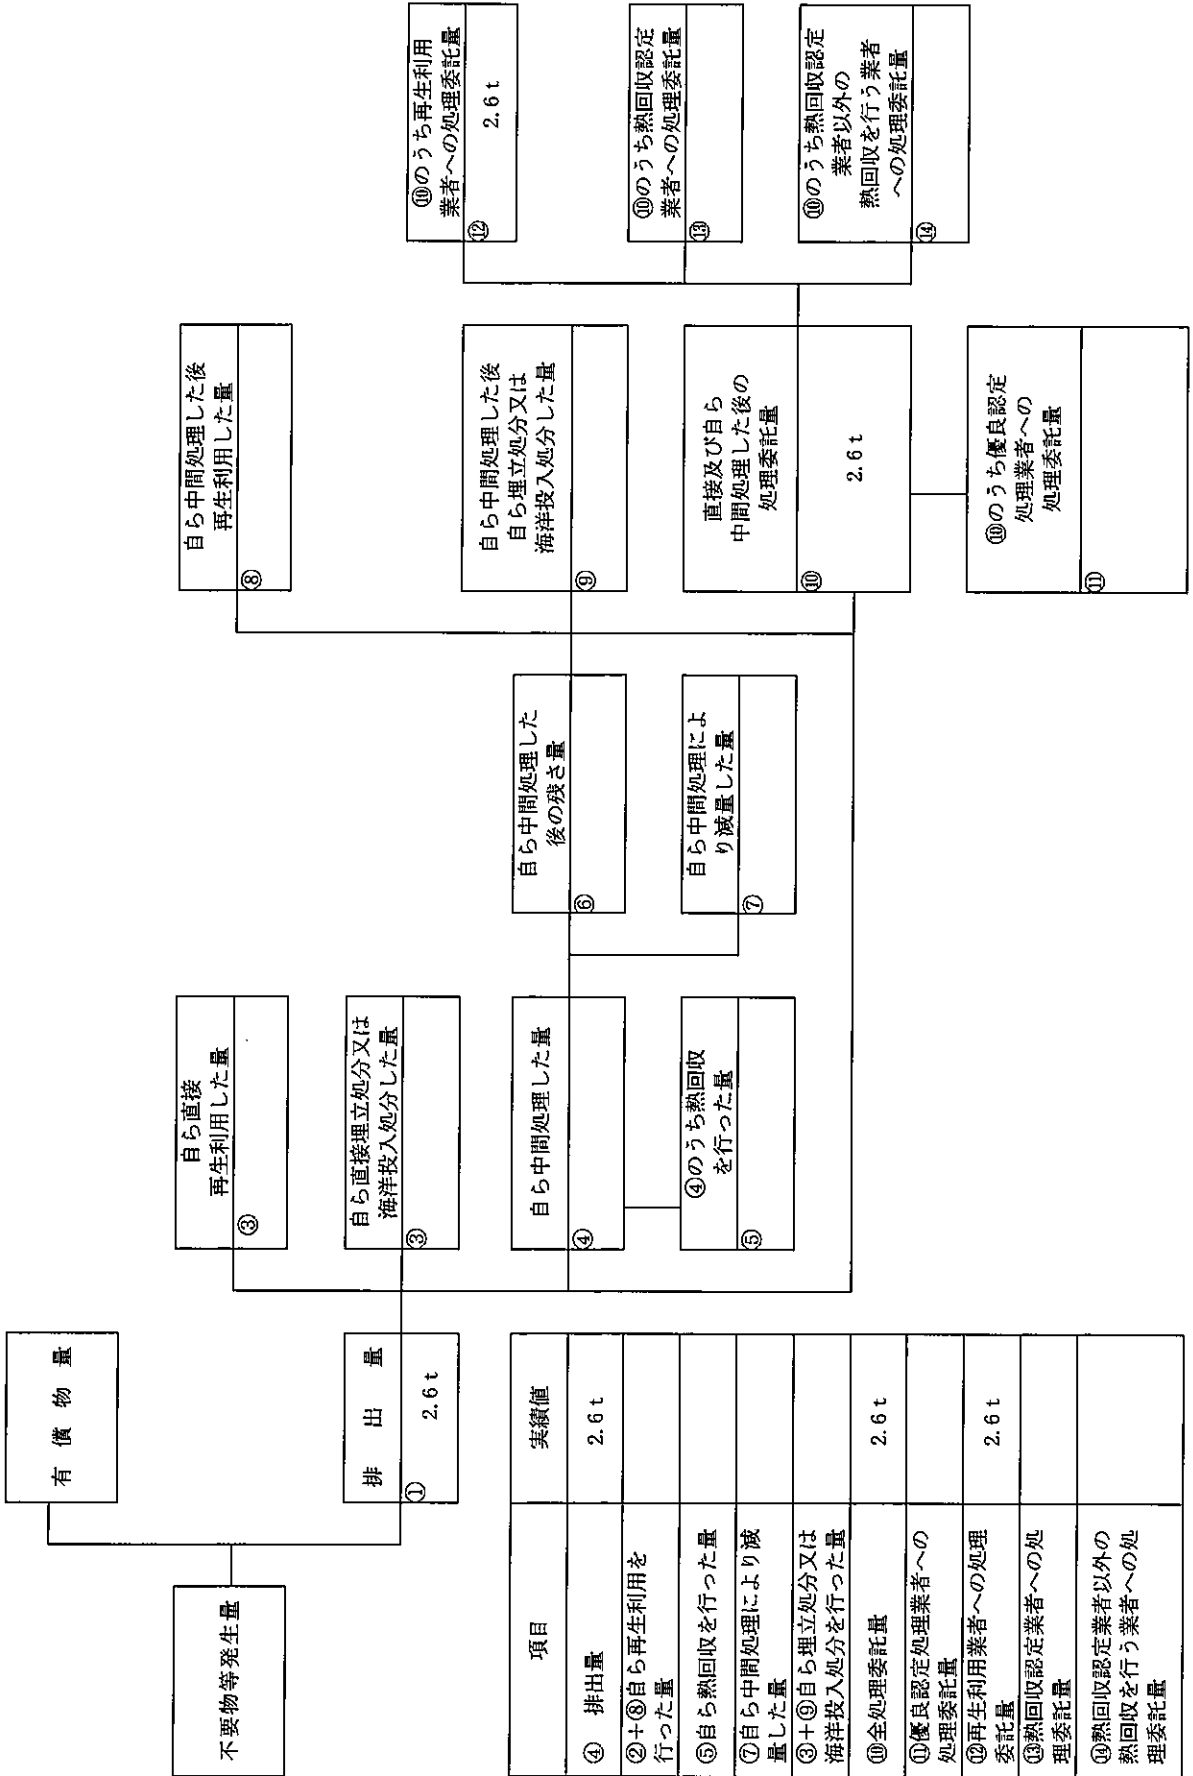 不要物等発生量
有償物量
排出量
①
2.6 t
自ら直接
再生利用した量
③
自ら直接埋立処分又は
海洋投入処分した量
③
自ら中間処理した量
④
④のうち熱回収
を行った量
⑤
自ら中間処理した
後の残さ量
⑥
自ら中間処理によ
り減量した量
⑦
自ら中間処理した後
再生利用した量
⑧
自ら中間処理した後
自ら埋立処分又は
海洋投入処分した量
⑨
直接及び自ら
中間処理した後の
処理委託量
⑩
2.6 t
⑩のうち優良認定
処理業者への
処理委託量
⑪
⑩のうち再生利用
業者への処理委託量
⑫
2.6 t
⑩のうち熱回収認定
業者への処理委託量
⑬
⑩のうち熱回収認定
業者以外の
熱回収を行う業者
への処理委託量
⑭
項目 実績値
④ 排出量 2.6 t
②+⑧自ら再生利用を
行った量
⑤自ら熱回収を行った量
⑦自ら中間処理により減
量した量
③+⑨自ら埋立処分又は
海洋投入処分を行った量
⑩全処理委託量 2.6 t
⑪優良認定処理業者への
処理委託量
⑫再生利用業者への処理
委託量 2.6 t
⑬熱回収認定業者への処
理委託量
⑭熱回収認定業者以外の
熱回収を行う業者への処
理委託量